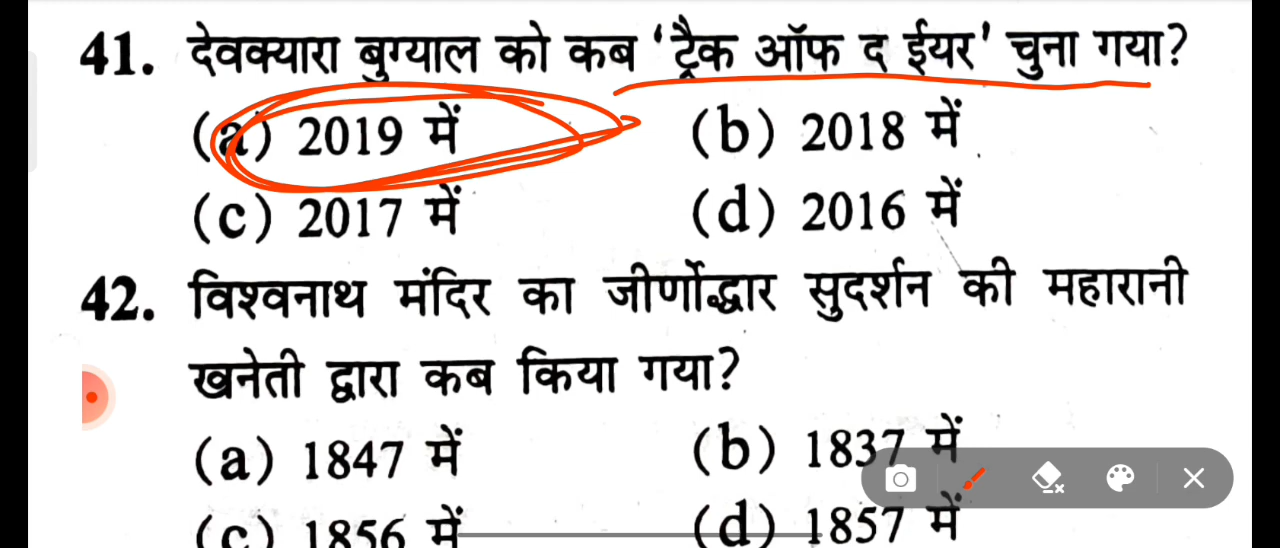 41. देवक्यारा बुग्याल को कब 'ट्रैक ऑफ द ईयर' चुना गया?
(a) 2019 में (b) 2018 में
(c) 2017 में (d) 2016 में
42. विश्वनाथ मंदिर का जीर्णोद्धार सुदर्शन की महारानी
खनेती द्वारा कब किया गया?
(a) 1847 में (b) 1837 में
(c) 1856 में (d) 1857 में